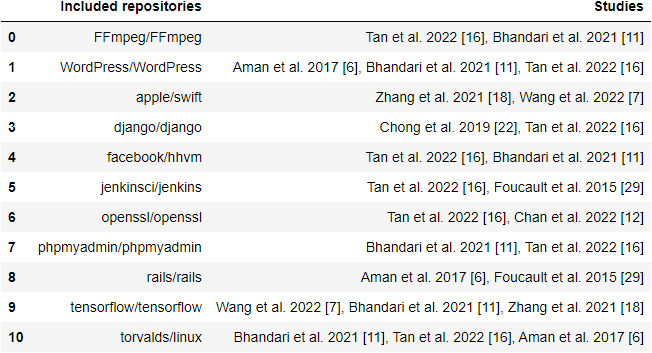 Included repositories Studies
0 FFmpeg/FFmpeg Tan et al. 2022 [16], Bhandari et al. 2021 [11]
1 WordPress/WordPress Aman et al. 2017 [6], Bhandari et al. 2021 [11], Tan et al. 2022 [16]
2 apple/swift Zhang et al. 2021 [18], Wang et al. 2022 [7]
3 django/django Chong et al. 2019 [22], Tan et al. 2022 [16]
4 facebook/hhvm Tan et al. 2022 [16], Bhandari et al. 2021 [11]
5 jenkinsci/jenkins Tan et al. 2022 [16], Foucault et al. 2015 [29]
6 openssl/openssl Tan et al. 2022 [16], Chan et al. 2022 [12]
7 phpmyadmin/phpmyadmin Bhandari et al. 2021 [11], Tan et al. 2022 [16]
8 rails/rails Aman et al. 2017 [6], Foucault et al. 2015 [29]
9 tensorflow/tensorflow Wang et al. 2022 [7], Bhandari et al. 2021 [11], Zhang et al. 2021 [18]
10 torvalds/linux Bhandari et al. 2021 [11], Tan et al. 2022 [16], Aman et al. 2017 [6]